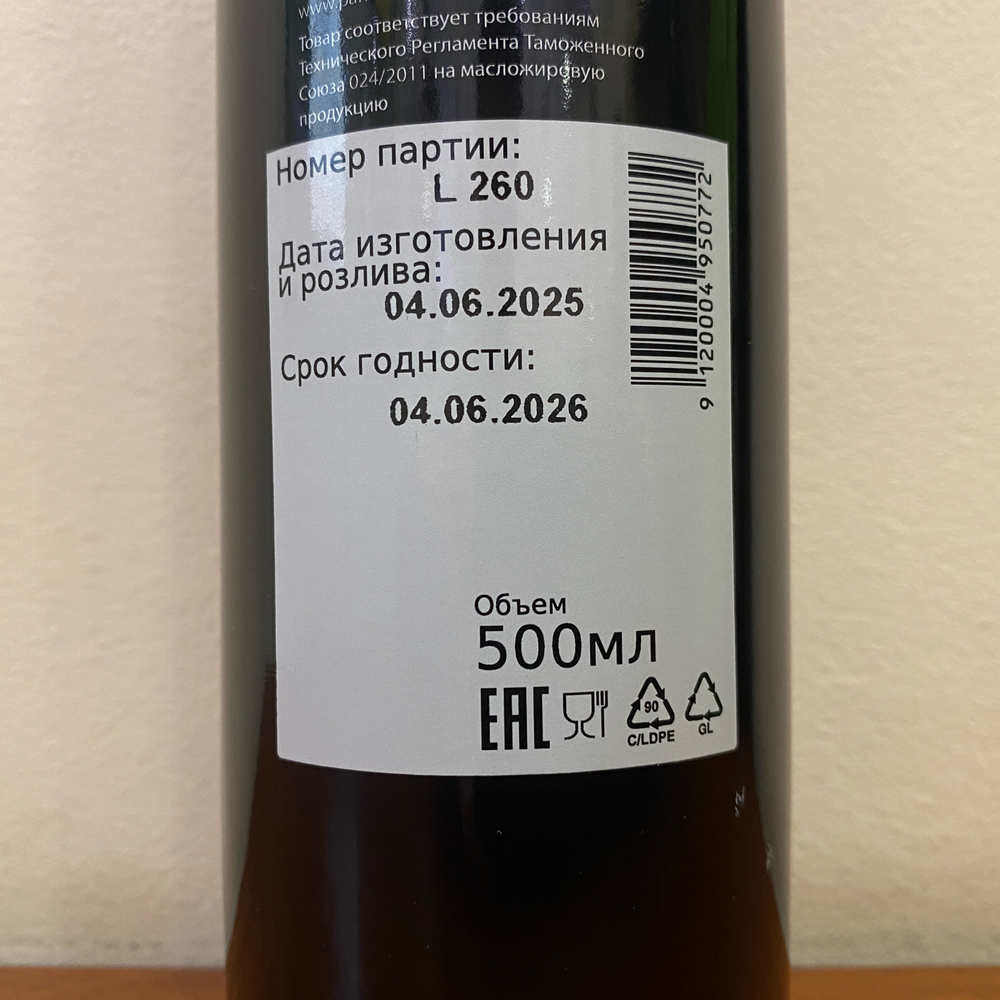 Товар соответствует требованиям
Технического Регламента Таможенного
Союза 024/2011 на масложировую
продукцию
Номер партии:
L 260
Дата изготовления
и розлива:
04.06.2025
Срок годности:
04.06.2026
9 120004 950772
Объем
500мл
EAC
90
C/LDPE
GL